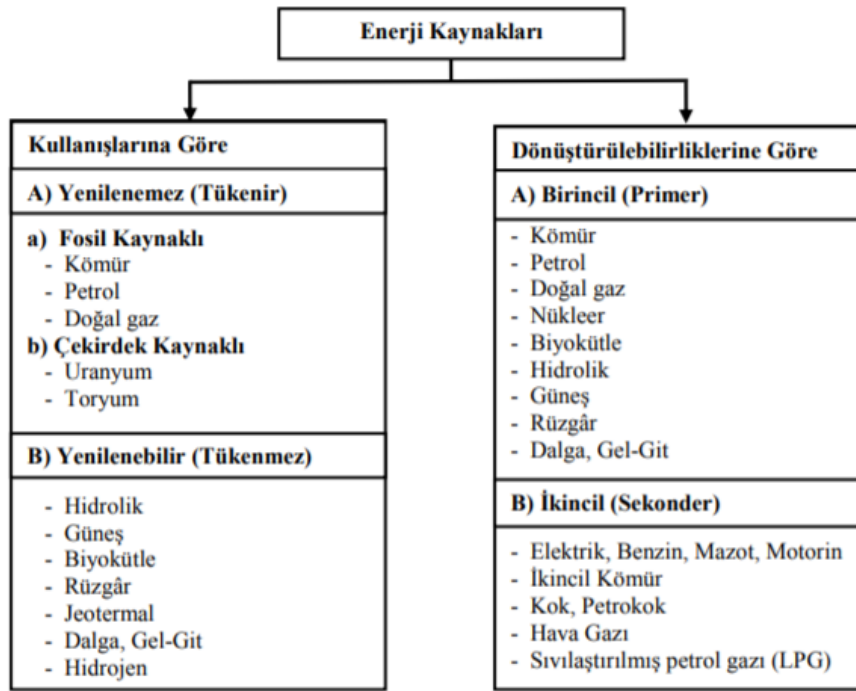 Enerji Kaynakları
Kullanışlarına Göre
A) Yenilenemez (Tükenir)
a) Fosil Kaynaklı
- Kömür
- Petrol
- Doğal gaz
b) Çekirdek Kaynaklı
- Uranyum
- Toryum
B) Yenilenebilir (Tükenmez)
- Hidrolik
- Güneş
- Biyokütle
- Rüzgâr
- Jeotermal
- Dalga, Gel-Git
- Hidrojen
Dönüştürülebilirliklerine Göre
A) Birincil (Primer)
- Kömür
- Petrol
- Doğal gaz
- Nükleer
- Biyokütle
- Hidrolik
- Güneş
- Rüzgâr
- Dalga, Gel-Git
B) İkincil (Sekonder)
- Elektrik, Benzin, Mazot, Motorin
- İkincil Kömür
- Kok, Petrokok
- Hava Gazı
- Sıvılaştırılmış petrol gazı (LPG)